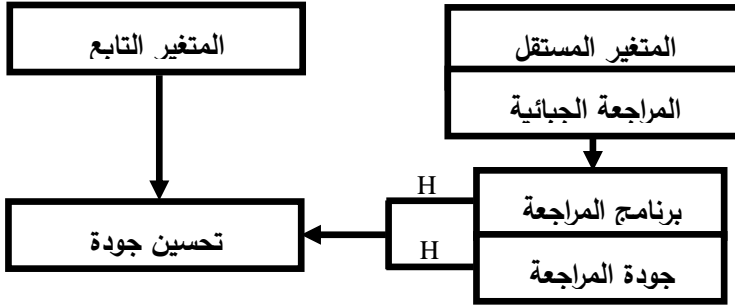 المتغير المستقل
المتغير التابع
المراجعة الجبائية
H
برنامج المراجعة
تحسين جودة
H
جودة المراجعة